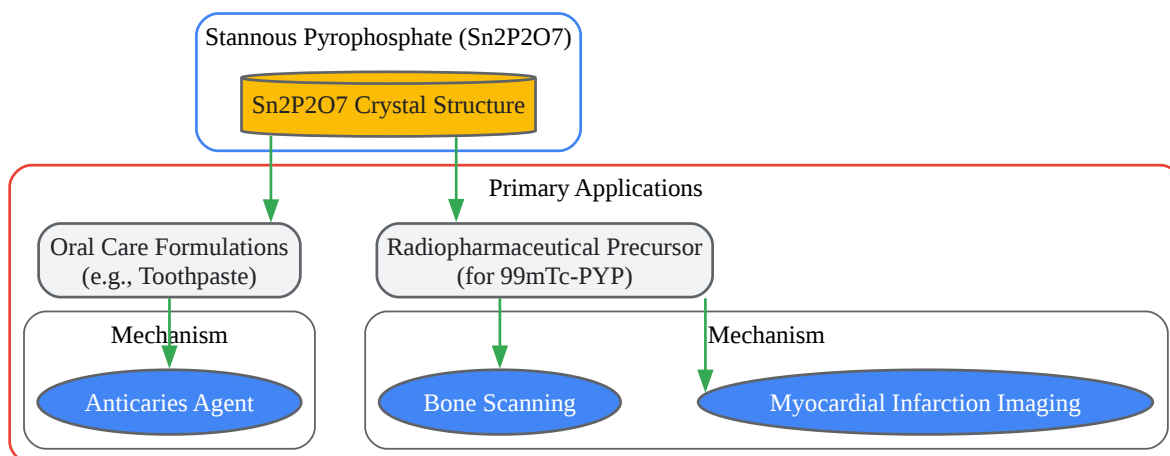 Stannous Pyrophosphate (Sn2P2O7)
Sn2P2O7 Crystal Structure
Primary Applications
Oral Care Formulations
(e.g., Toothpaste)
Radiopharmaceutical Precursor
(for 99mTc-PYP)
Mechanism
Anticaries Agent
Mechanism
Bone Scanning
Myocardial Infarction Imaging